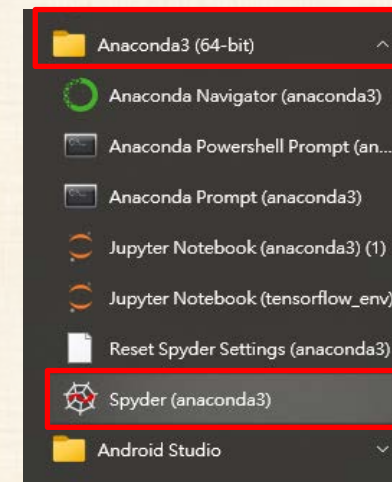 Anaconda3 (64-bit)
Anaconda Navigator (anaconda3)
Anaconda Powershell Prompt (an...
Anaconda Prompt (anaconda3)
Jupyter Notebook (anaconda3) (1)
Jupyter Notebook (tensorflow_env)
Reset Spyder Settings (anaconda3)
Spyder (anaconda3)
Android Studio